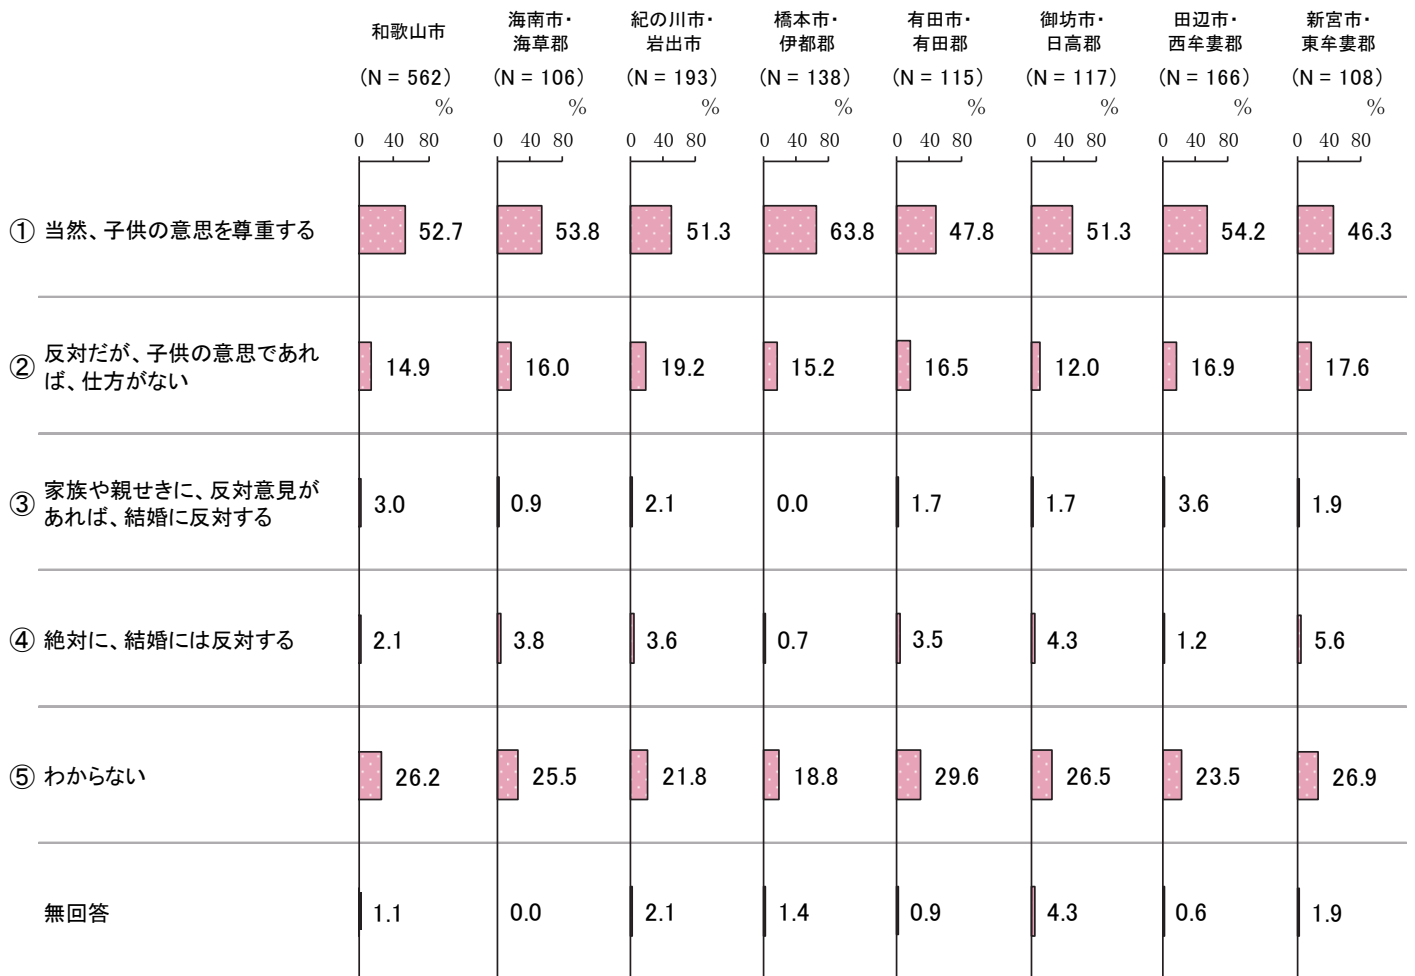 和歌山市
海南市・
海草郡
紀の川市・
岩出市
橋本市・
伊都郡
有田市・
有田郡
御坊市・
日高郡
田辺市・
西牟婁郡
新宮市・
東牟婁郡
（N = 562） （N = 106） （N = 193） （N = 138） （N = 115） （N = 117） （N = 166） （N = 108）
% % % % % % % %
0 40 80 0 40 80 0 40 80 0 40 80 0 40 80 0 40 80 0 40 80 0 40 80
① 当然、子供の意思を尊重する 52.7 53.8 51.3 63.8 47.8 51.3 54.2 46.3
② 反対だが、子供の意思であれ
ば、仕方がない
14.9 16.0 19.2 15.2 16.5 12.0 16.9 17.6
③ 家族や親せきに、反対意見が
あれば、結婚に反対する
3.0 0.9 2.1 0.0 1.7 1.7 3.6 1.9
④ 絶対に、結婚には反対する 2.1 3.8 3.6 0.7 3.5 4.3 1.2 5.6
⑤ わからない 26.2 25.5 21.8 18.8 29.6 26.5 23.5 26.9
無回答 1.1 0.0 2.1 1.4 0.9 4.3 0.6 1.9